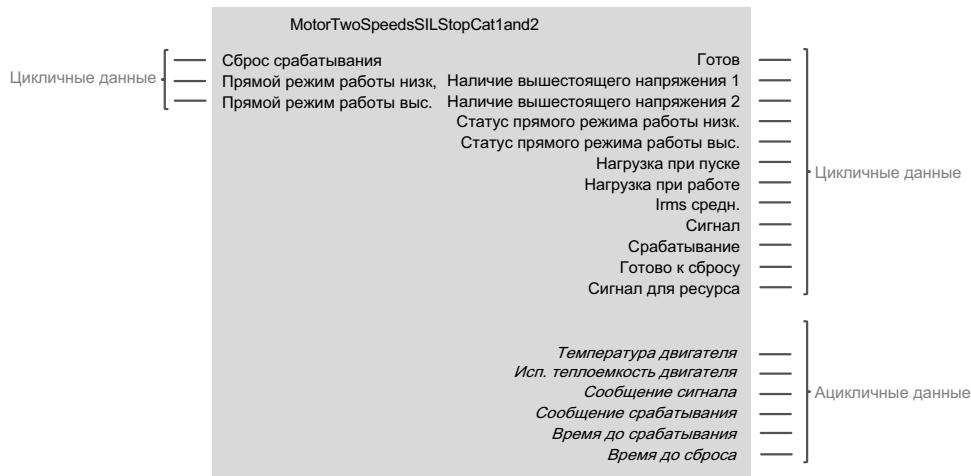 MotorTwoSpeedsSILStopCat1and2
Цикличные данные
Сброс срабатывания
Прямой режим работы низк,
Прямой режим работы выс.
Готов
Наличие вышестоящего напряжения 1
Наличие вышестоящего напряжения 2
Статус прямого режима работы низк.
Статус прямого режима работы выс.
Нагрузка при пуске
Нагрузка при работе
Irms средн.
Сигнал
Срабатывание
Готово к сбросу
Сигнал для ресурса
Цикличные данные
Температура двигателя
Исп. теплоемкость двигателя
Сообщение сигнала
Сообщение срабатывания
Время до срабатывания
Время до сброса
Ацикличные данные